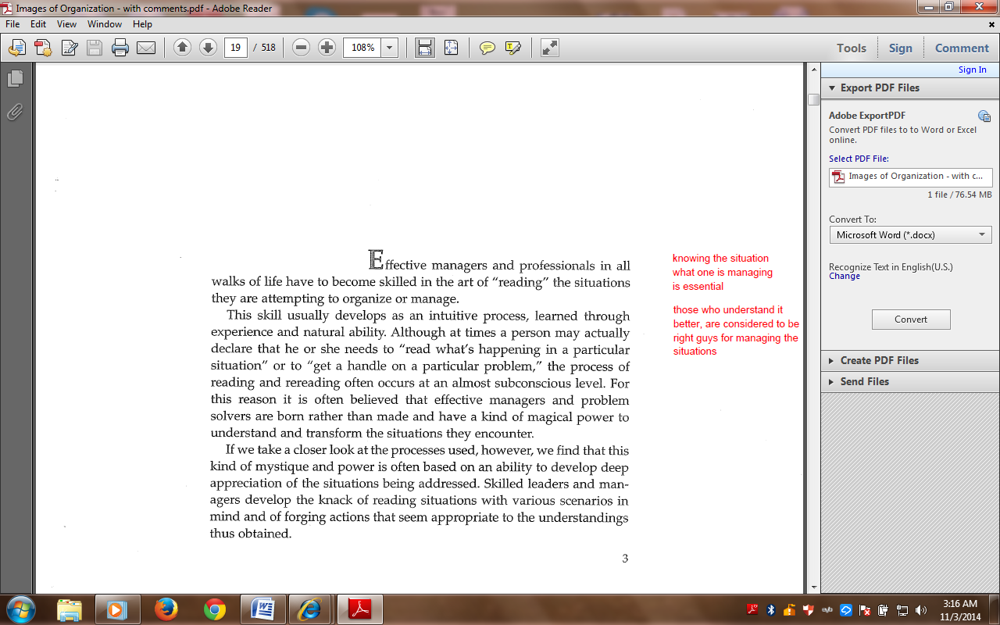 Images of Organization - with comments.pdf - Adobe Reader
File Edit View Window Help
19 / 518
108%
Tools Sign Comment
Sign In
Export PDF Files
Adobe ExportPDF
Convert PDF files to to Word or Excel
online.
Select PDF File:
Images of Organization - with c...
1 file / 76.54 MB
Convert To:
Microsoft Word (*.docx)
Recognize Text in English(U.S.)
Change
Convert
Create PDF Files
Send Files
Effective managers and professionals in all
walks of life have to become skilled in the art of “reading” the situations
they are attempting to organize or manage.
This skill usually develops as an intuitive process, learned through
experience and natural ability. Although at times a person may actually
declare that he or she needs to “read what’s happening in a particular
situation” or to “get a handle on a particular problem,” the process of
reading and rereading often occurs at an almost subconscious level. For
this reason it is often believed that effective managers and problem
solvers are born rather than made and have a kind of magical power to
understand and transform the situations they encounter.
If we take a closer look at the processes used, however, we find that this
kind of mystique and power is often based on an ability to develop deep
appreciation of the situations being addressed. Skilled leaders and man-
agers develop the knack of reading situations with various scenarios in
mind and of forging actions that seem appropriate to the understandings
thus obtained.
3
knowing the situation
what one is managing
is essential
those who understand it
better, are considered to be
right guys for managing the
situations
3:16 AM
11/3/2014